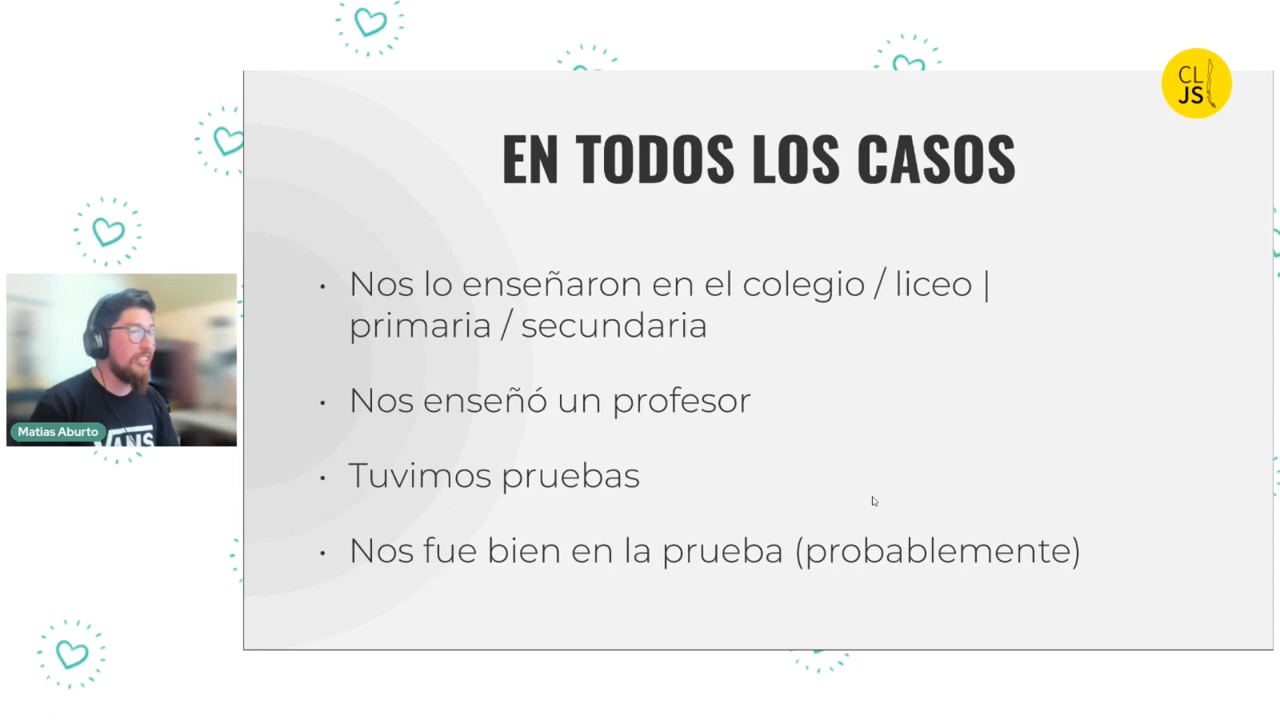 CL
JS
EN TODOS LOS CASOS
• Nos lo enseñaron en el colegio / liceo |
primaria / secundaria
• Nos enseñó un profesor
• Tuvimos pruebas
• Nos fue bien en la prueba (probablemente)
Matias Aburto
VANS